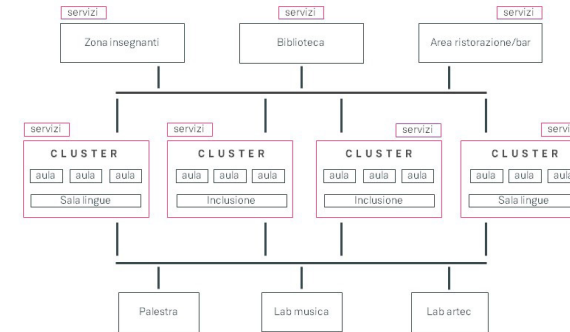 servizi
servizi
servizi
Zona insegnanti
Biblioteca
Area ristorazione/bar
servizi
servizi
servizi
servizi
CLUSTER
CLUSTER
CLUSTER
CLUSTER
aula aula aula
aula aula aula
aula aula aula
aula aula aula
Sala lingue
Inclusione
Inclusione
Sala lingue
Palestra
Lab musica
Lab artec